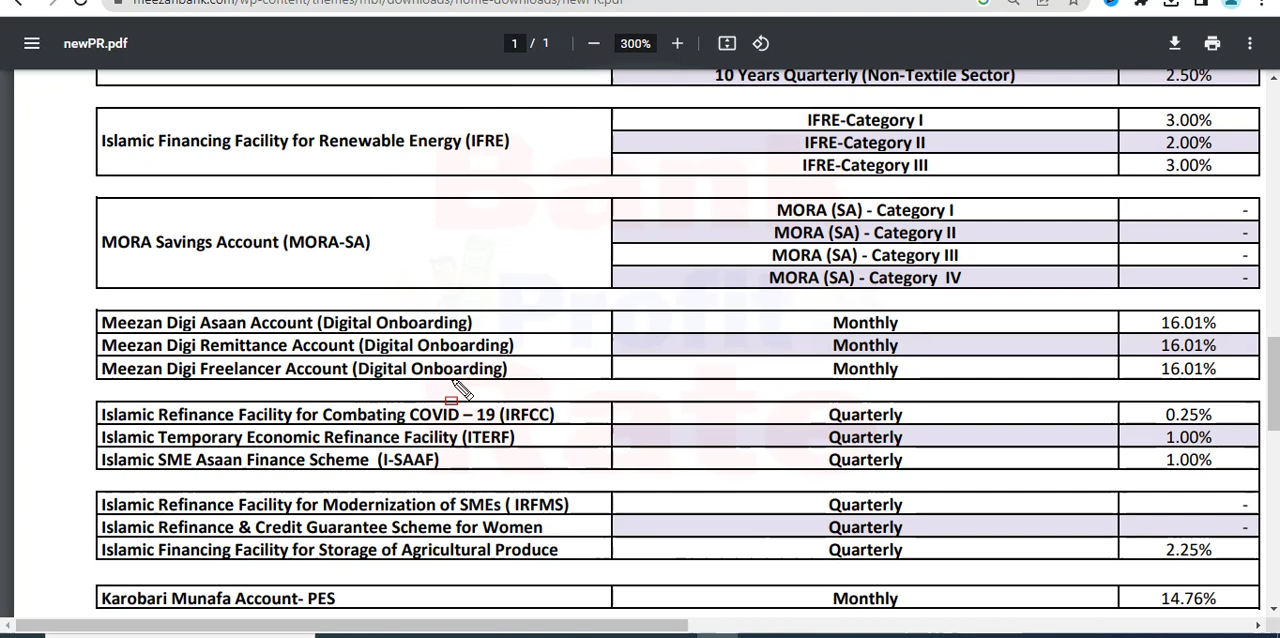 meezanbank.com/wp-content/themes/mbl/downloads/home-downloads/newPR.pdf
newPR.pdf
1 / 1
300%
10 Years Quarterly (Non-Textile Sector) 2.50%
Islamic Financing Facility for Renewable Energy (IFRE)
IFRE-Category I 3.00%
IFRE-Category II 2.00%
IFRE-Category III 3.00%
MORA Savings Account (MORA-SA)
MORA (SA) - Category I -
MORA (SA) - Category II -
MORA (SA) - Category III -
MORA (SA) - Category IV -
Meezan Digi Asaan Account (Digital Onboarding) Monthly 16.01%
Meezan Digi Remittance Account (Digital Onboarding) Monthly 16.01%
Meezan Digi Freelancer Account (Digital Onboarding) Monthly 16.01%
Islamic Refinance Facility for Combating COVID – 19 (IRFCC) Quarterly 0.25%
Islamic Temporary Economic Refinance Facility (ITERF) Quarterly 1.00%
Islamic SME Asaan Finance Scheme (I-SAAF) Quarterly 1.00%
Islamic Refinance Facility for Modernization of SMEs ( IRFMS) Quarterly -
Islamic Refinance & Credit Guarantee Scheme for Women Quarterly -
Islamic Financing Facility for Storage of Agricultural Produce Quarterly 2.25%
Karobari Munafa Account- PES Monthly 14.76%
Bank
Profit
Rate